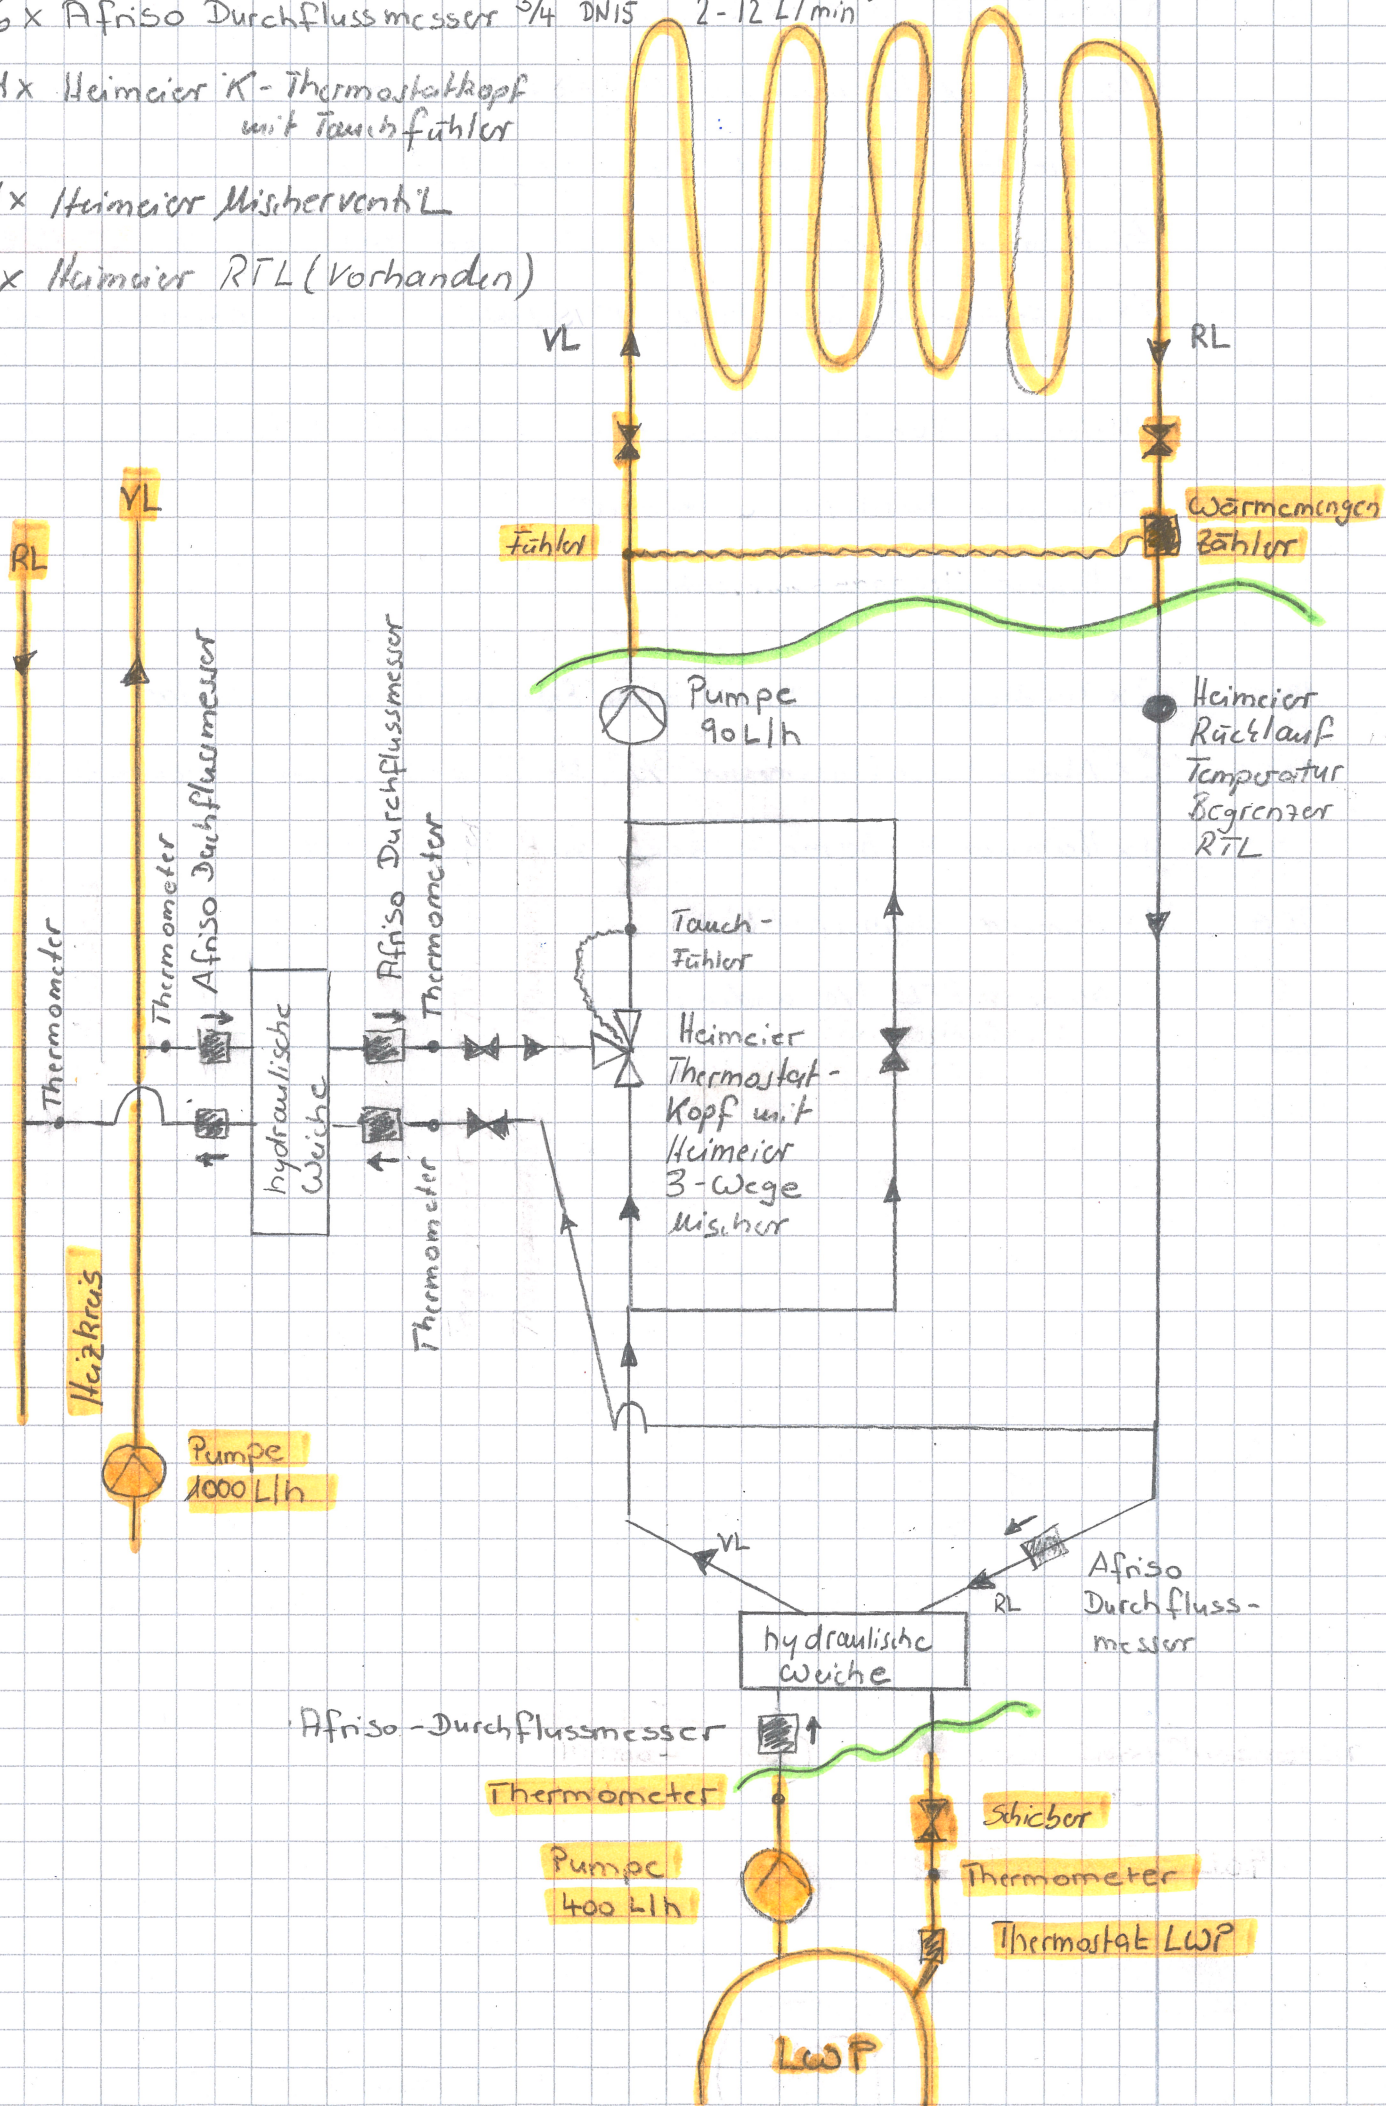 x Afriso Durchflussmesser 3/4 DN15 2-12 L/min
1x Heimeier K-Thermostatkopf
mit Tauchfühler
x Heimeier Mischerventil
x Heimeier RTL (vorhanden)
VL
RL
VL
RL
Fühler
Wärmemengen
Zähler
Pumpe
90 L/h
Heimeier
Rücklauf
Temperatur
Begrenzer
RTL
Thermometer
Thermometer
Afriso Duchflussmesser
Afriso Durchflussmesser
Thermometer
Tauch-
Fühler
hydraulische
Weiche
Heimeier
Thermostat-
Kopf mit
Heimeier
3-Wege
Mischer
Thermometer
Heizkreis
Pumpe
1000 L/h
VL
RL
Afriso
Durchfluss-
messer
hydraulische
Weiche
Afriso-Durchflussmesser
Thermometer
Schieber
Pumpe
400 L/h
Thermometer
Thermostat LWP
LWP